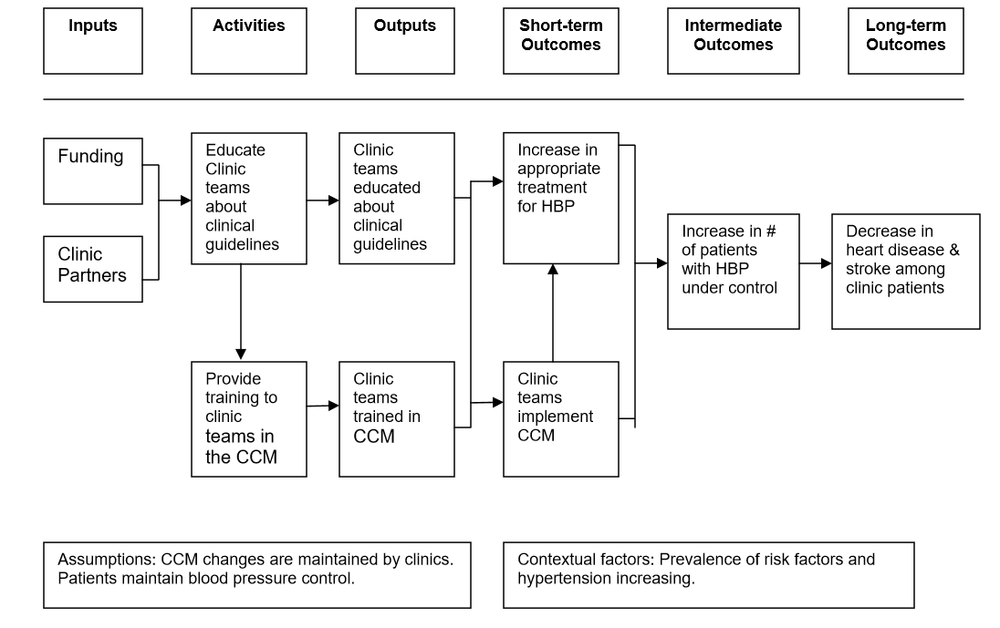 Inputs
Activities
Outputs
Short-term
Outcomes
Intermediate
Outcomes
Long-term
Outcomes
Funding
Clinic
Partners
Educate
Clinic
teams
about
clinical
guidelines
Clinic
teams
educated
about
clinical
guidelines
Increase in
appropriate
treatment
for HBP
Increase in #
of patients
with HBP
under control
Decrease in
heart disease &
stroke among
clinic patients
Provide
training to
clinic
teams in
the CCM
Clinic
teams
trained in
CCM
Clinic
teams
implement
CCM
Assumptions: CCM changes are maintained by clinics.
Patients maintain blood pressure control.
Contextual factors: Prevalence of risk factors and
hypertension increasing.